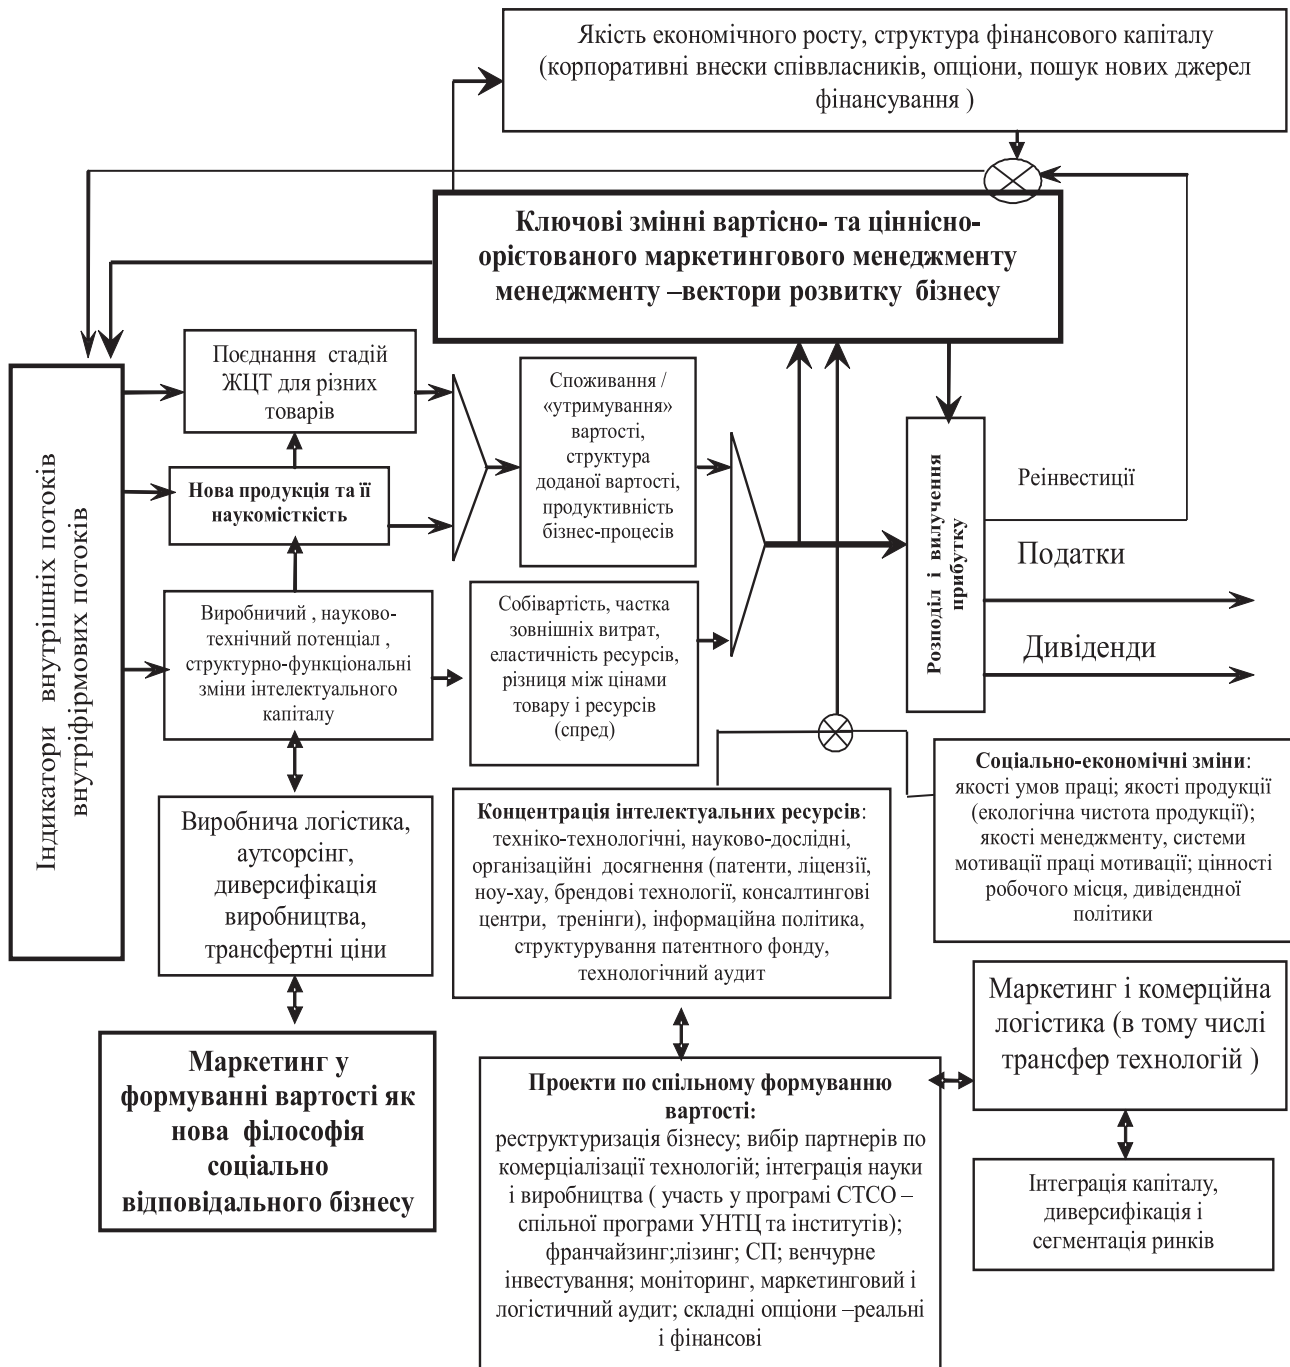 Якість економічного росту, структура фінансового капіталу
(корпоративні внески співвласників, опціони, пошук нових джерел
фінансування )
Ключові змінні вартісно- та ціннісно-
орієтованого маркетингового менеджменту
менеджменту –вектори розвитку бізнесу
Індикатори внутрішніх потоків
внутріфірмових потоків
Поєднання стадій
ЖЦТ для різних
товарів
Нова продукція та її
наукомісткість
Виробничий , науково-
технічний потенціал ,
структурно-функціональні
зміни інтелектуального
капіталу
Споживання /
«утримування»
вартості,
структура
доданої вартості,
продуктивність
бізнес-процесів
Собівартість, частка
зовнішніх витрат,
еластичність ресурсів,
різниця між цінами
товару і ресурсів
(спред)
Розподіл і вилучення
прибутку
Реінвестиції
Податки
Дивіденди
Виробнича логістика,
аутсорсінг,
диверсифікація
виробництва,
трансфертні ціни
Маркетинг у
формуванні вартості як
нова філософія
соціально
відповідального бізнесу
Концентрація інтелектуальних ресурсів:
техніко-технологічні, науково-дослідні,
організаційні досягнення (патенти, ліцензії,
ноу-хау, брендові технології, консалтингові
центри, тренінги), інформаційна політика,
структурування патентного фонду,
технологічний аудит
Соціально-економічні зміни:
якості умов праці; якості продукції
(екологічна чистота продукції);
якості менеджменту, системи
мотивації праці мотивації; цінності
робочого місця, дивідендної
політики
Проекти по спільному формуванню
вартості:
реструктуризація бізнесу; вибір партнерів по
комерціалізації технологій; інтеграція науки
і виробництва ( участь у програмі СТСО –
спільної програми УНТЦ та інститутів);
франчайзинг;лізинг; СП; венчурне
інвестування; моніторинг, маркетинговий і
логістичний аудит; складні опціони –реальні
і фінансові
Маркетинг і комерційна
логістика (в тому числі
трансфер технологій )
Інтеграція капіталу,
диверсифікація і
сегментація ринків